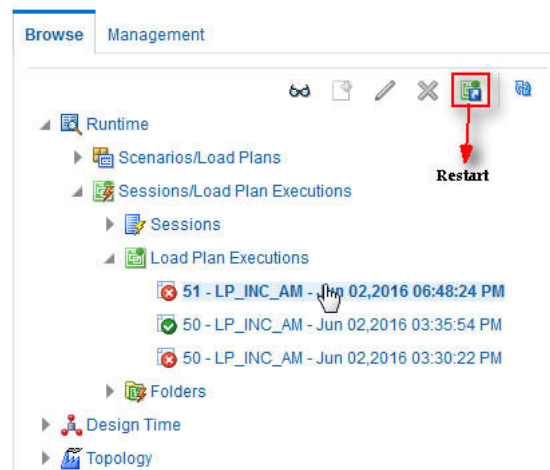 Browse Management
Runtime
Scenarios/Load Plans
Restart
Sessions/Load Plan Executions
Sessions
Load Plan Executions
51 - LP_INC_AM - Jun 02,2016 06:48:24 PM
50 - LP_INC_AM - Jun 02,2016 03:35:54 PM
50 - LP_INC_AM - Jun 02,2016 03:30:22 PM
Folders
Design Time
Topology